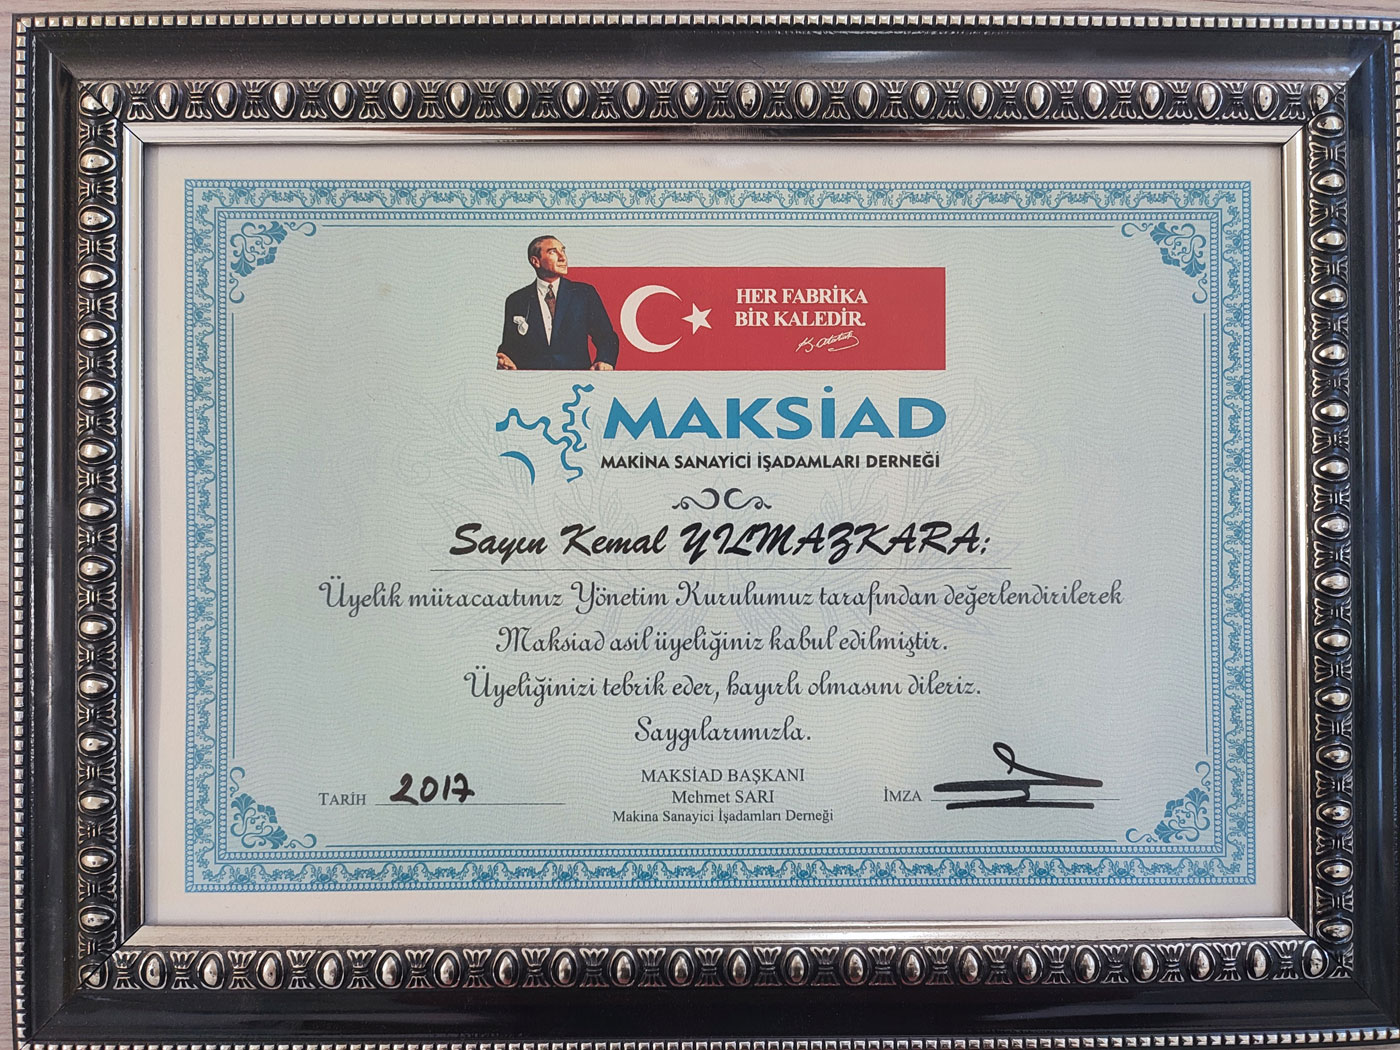 HER FABRİKA
BİR KALEDİR.
K. Atatürk
MAKSİAD
MAKİNA SANAYİCİ İŞADAMLARI DERNEĞİ
Sayın Kemal YILMAZKARA;
Üyelik müracaatınız Yönetim Kurulumuz tarafından değerlendirilerek
Maksiad asil üyeliğiniz kabul edilmiştir.
Üyeliğinizi tebrik eder, hayırlı olmasını dileriz.
Saygılarımızla.
TARİH 2017
MAKSİAD BAŞKANI
Mehmet SARI
Makina Sanayici İşadamları Derneği
İMZA